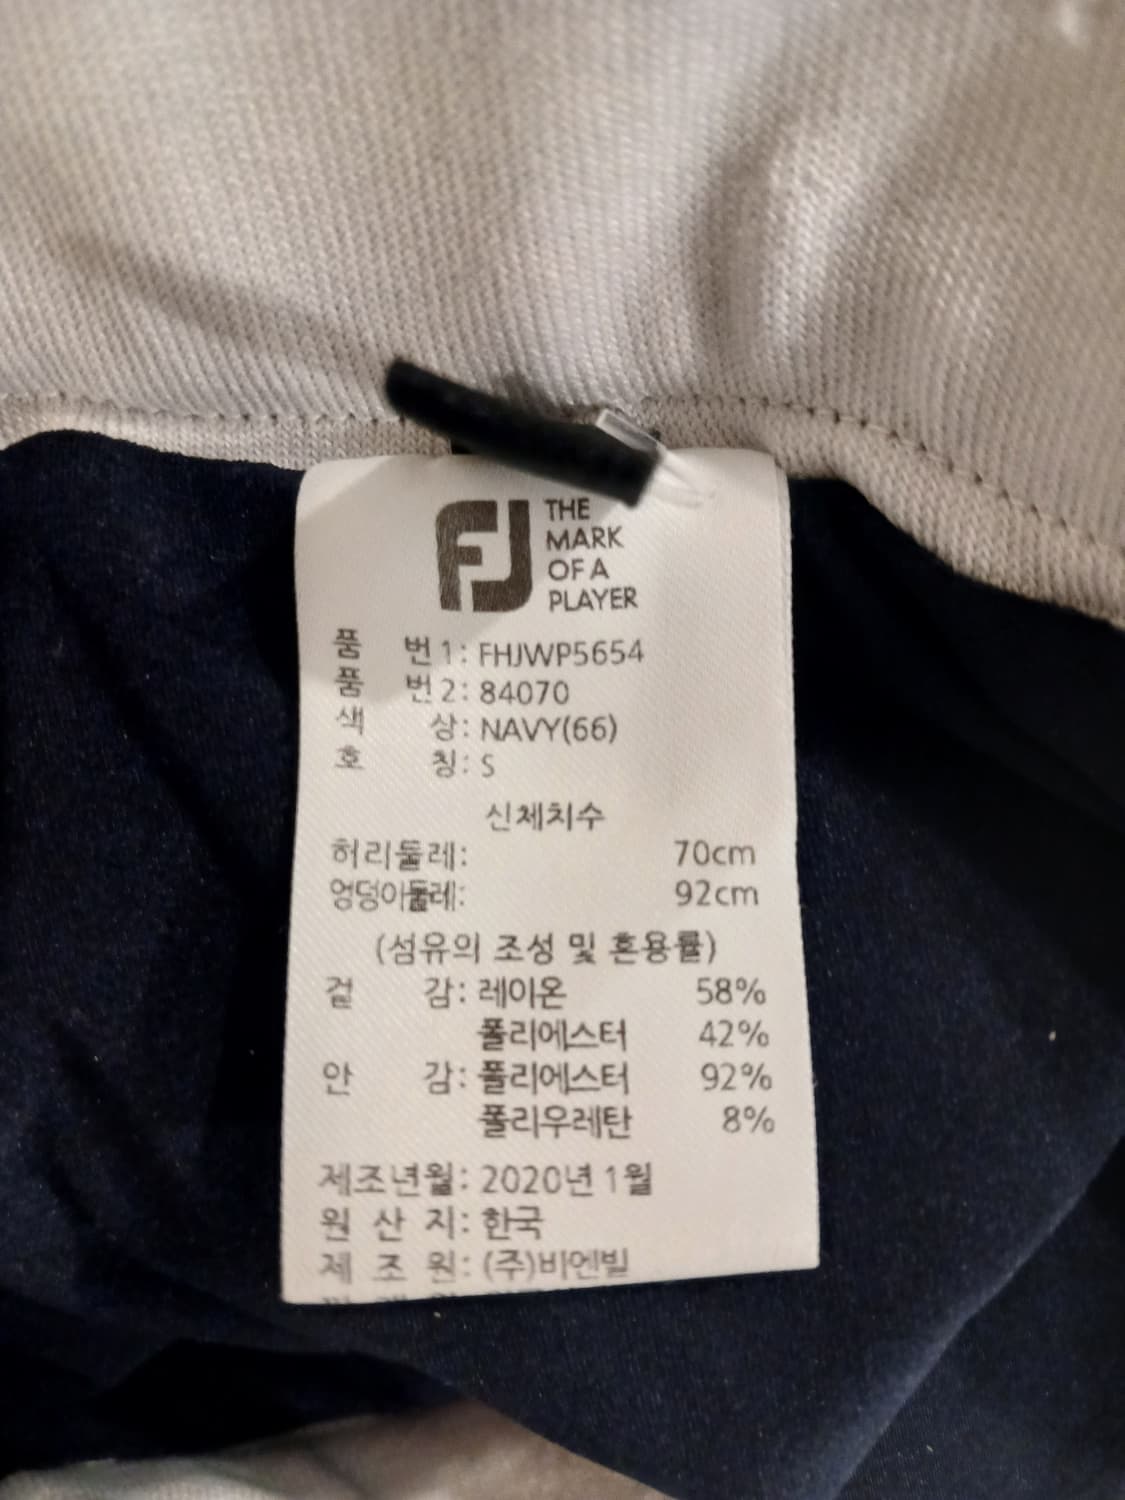 FJ
THE
MARK
OF A
PLAYER
품 번1: FHJWP5654
품 번2: 84070
색 상: NAVY(66)
호 칭: S
신체치수
허리둘레: 70cm
엉덩이둘레: 92cm
(섬유의 조성 및 혼용률)
겉 감: 레이온 58%
폴리에스터 42%
안 감: 폴리에스터 92%
폴리우레탄 8%
제조년월: 2020년 1월
원 산 지: 한국
제 조 원: (주)비엔빌